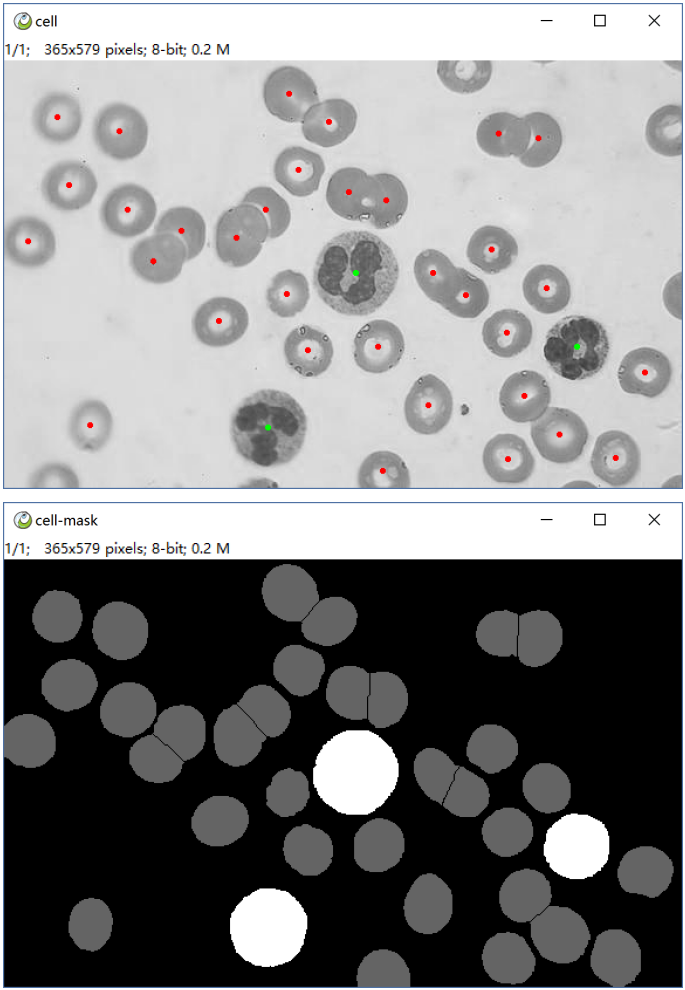 cell
1/1; 365x579 pixels; 8-bit; 0.2 M
cell-mask
1/1; 365x579 pixels; 8-bit; 0.2 M